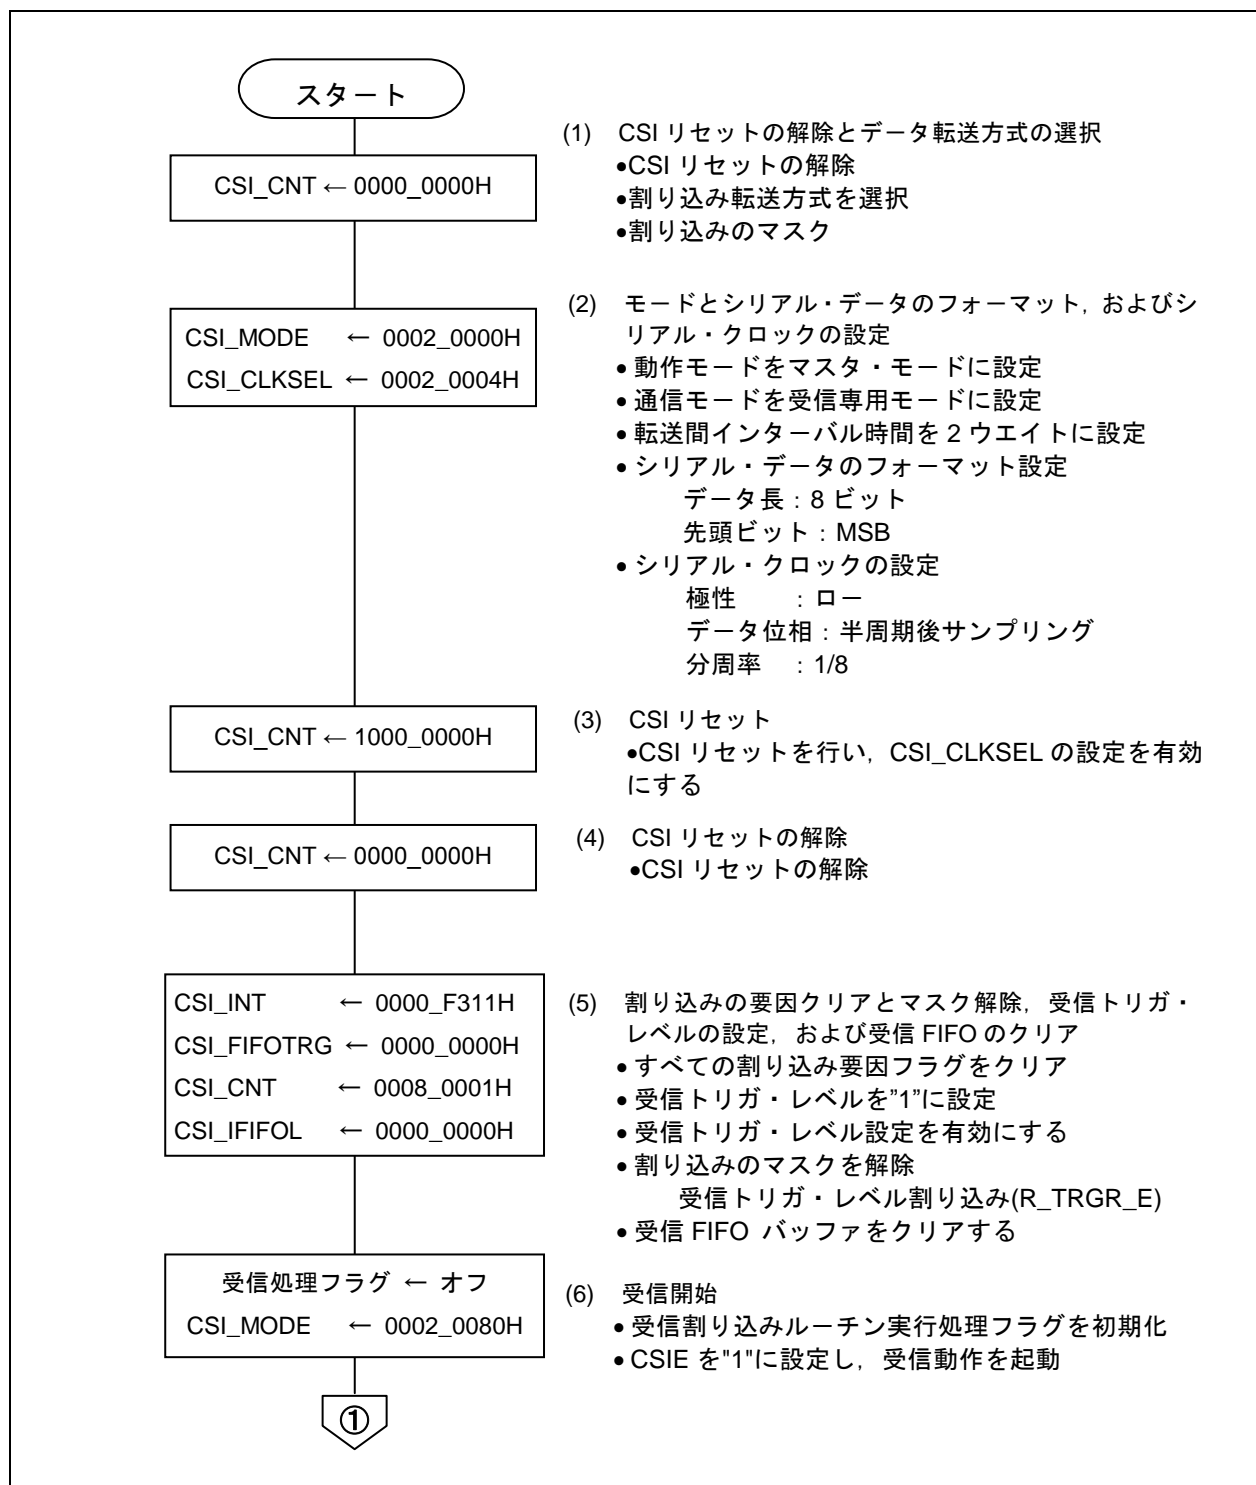 スタート
CSI_CNT ← 0000_0000H
(1) CSI リセットの解除とデータ転送方式の選択
•CSI リセットの解除
•割り込み転送方式を選択
•割り込みのマスク
CSI_MODE ← 0002_0000H
CSI_CLKSEL ← 0002_0004H
(2) モードとシリアル・データのフォーマット，およびシ
リアル・クロックの設定
• 動作モードをマスタ・モードに設定
• 通信モードを受信専用モードに設定
• 転送間インターバル時間を 2 ウエイトに設定
• シリアル・データのフォーマット設定
データ長：8 ビット
先頭ビット：MSB
• シリアル・クロックの設定
極性 ：ロー
データ位相：半周期後サンプリング
分周率 ：1/8
CSI_CNT ← 1000_0000H
(3) CSI リセット
•CSI リセットを行い，CSI_CLKSEL の設定を有効
にする
CSI_CNT ← 0000_0000H
(4) CSI リセットの解除
•CSI リセットの解除
CSI_INT ← 0000_F311H
CSI_FIFOTRG ← 0000_0000H
CSI_CNT ← 0008_0001H
CSI_IFIFOL ← 0000_0000H
(5) 割り込みの要因クリアとマスク解除，受信トリガ・
レベルの設定，および受信 FIFO のクリア
• すべての割り込み要因フラグをクリア
• 受信トリガ・レベルを”1”に設定
• 受信トリガ・レベル設定を有効にする
• 割り込みのマスクを解除
受信トリガ・レベル割り込み(R_TRGR_E)
• 受信 FIFO バッファをクリアする
受信処理フラグ ← オフ
CSI_MODE ← 0002_0080H
(6) 受信開始
• 受信割り込みルーチン実行処理フラグを初期化
• CSIE を"1"に設定し，受信動作を起動
①